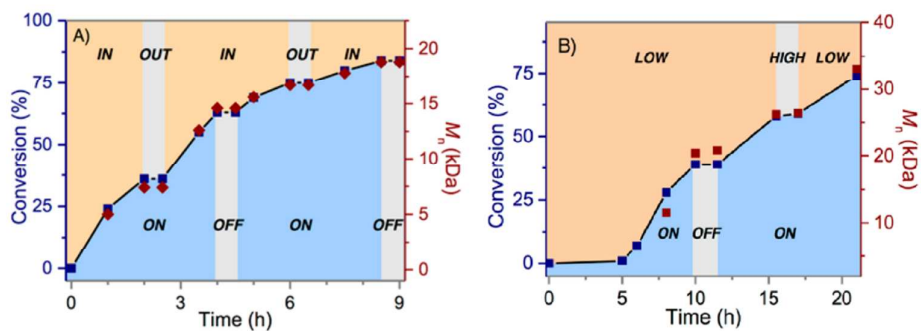 A)
IN OUT IN OUT IN
ON OFF ON OFF
Conversion (%)
100
75
50
25
0
0 3 6 9
Time (h)
20
15
10
5
0
Mn (kDa)
B)
LOW HIGH LOW
ON OFF ON
Conversion (%)
75
50
25
0
0 5 10 15 20
Time (h)
40
30
20
10
Mn (kDa)